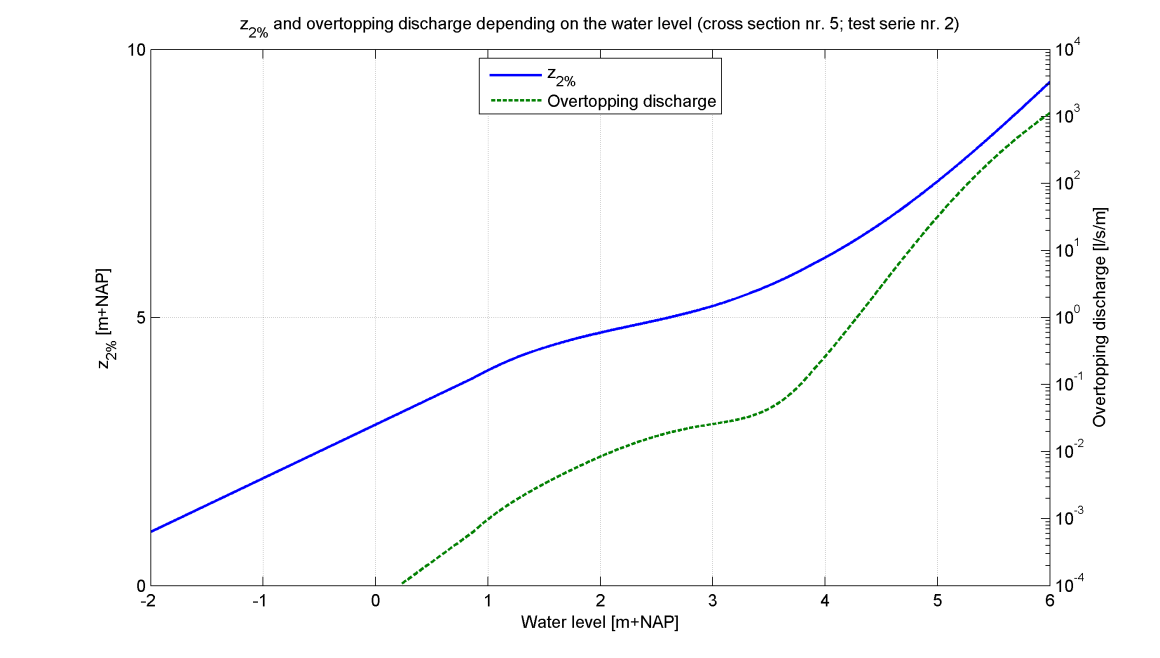 z2% and overtopping discharge depending on the water level (cross section nr. 5; test serie nr. 2)
z2%
Overtopping discharge
10
5
0
z2% [m+NAP]
10^4
10^3
10^2
10^1
10^0
10^-1
10^-2
10^-3
10^-4
Overtopping discharge [l/s/m]
-2 -1 0 1 2 3 4 5 6
Water level [m+NAP]